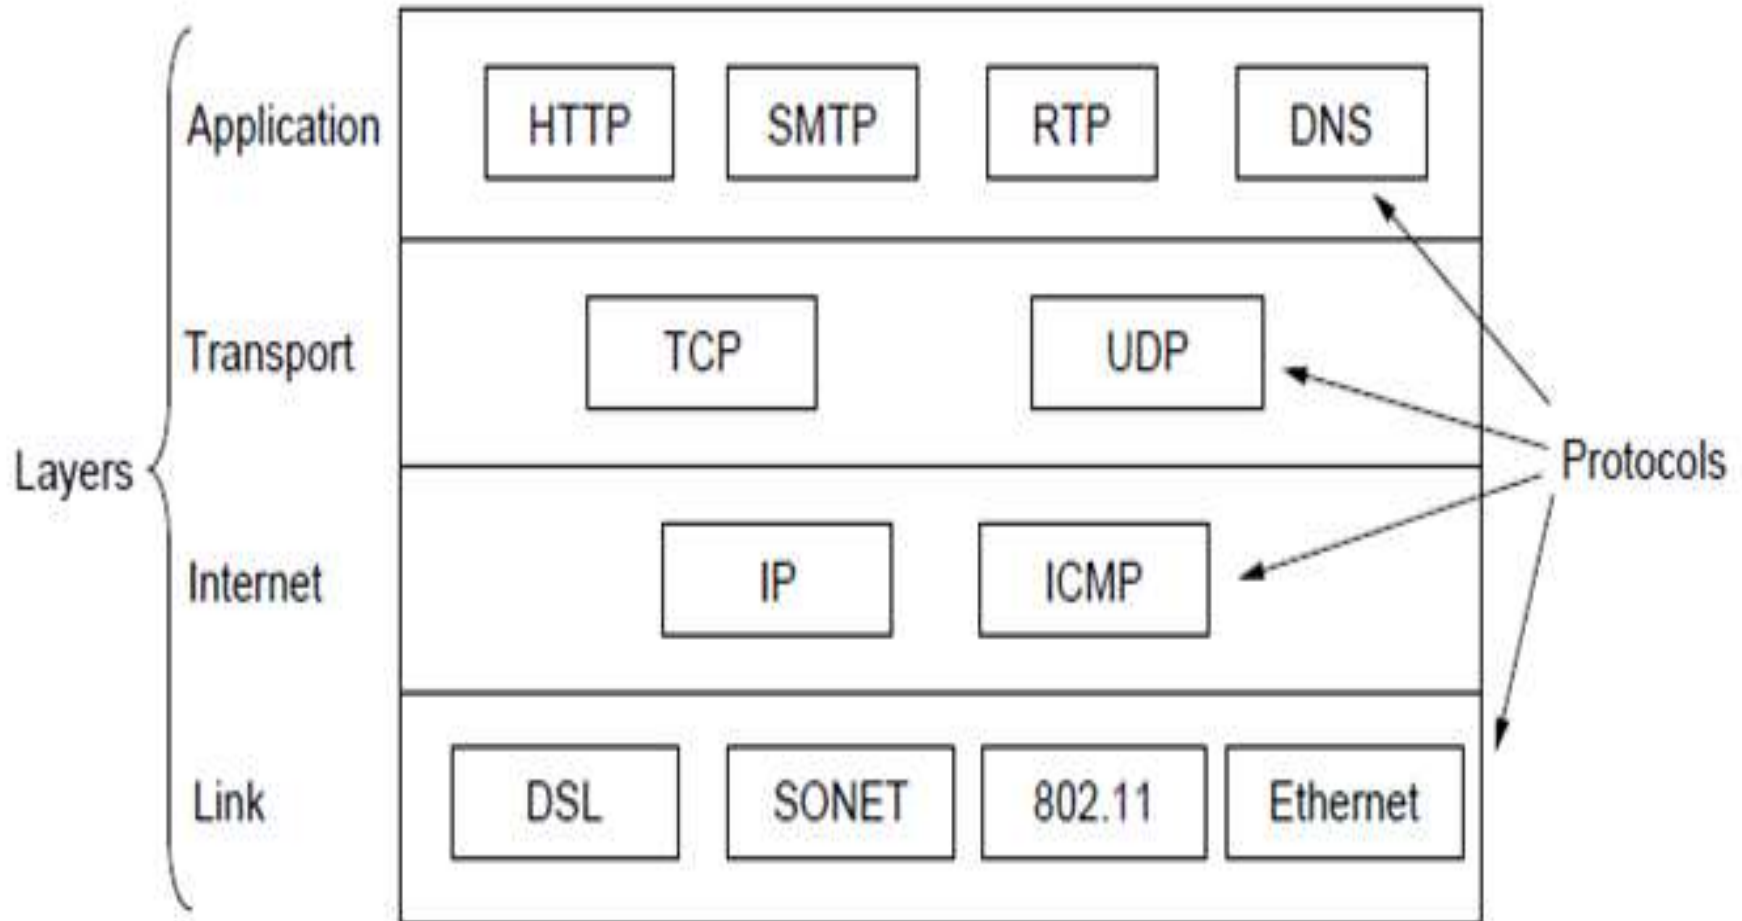 Application HTTP SMTP RTP DNS
Transport TCP UDP
Layers Protocols
Internet IP ICMP
Link DSL SONET 802.11 Ethernet